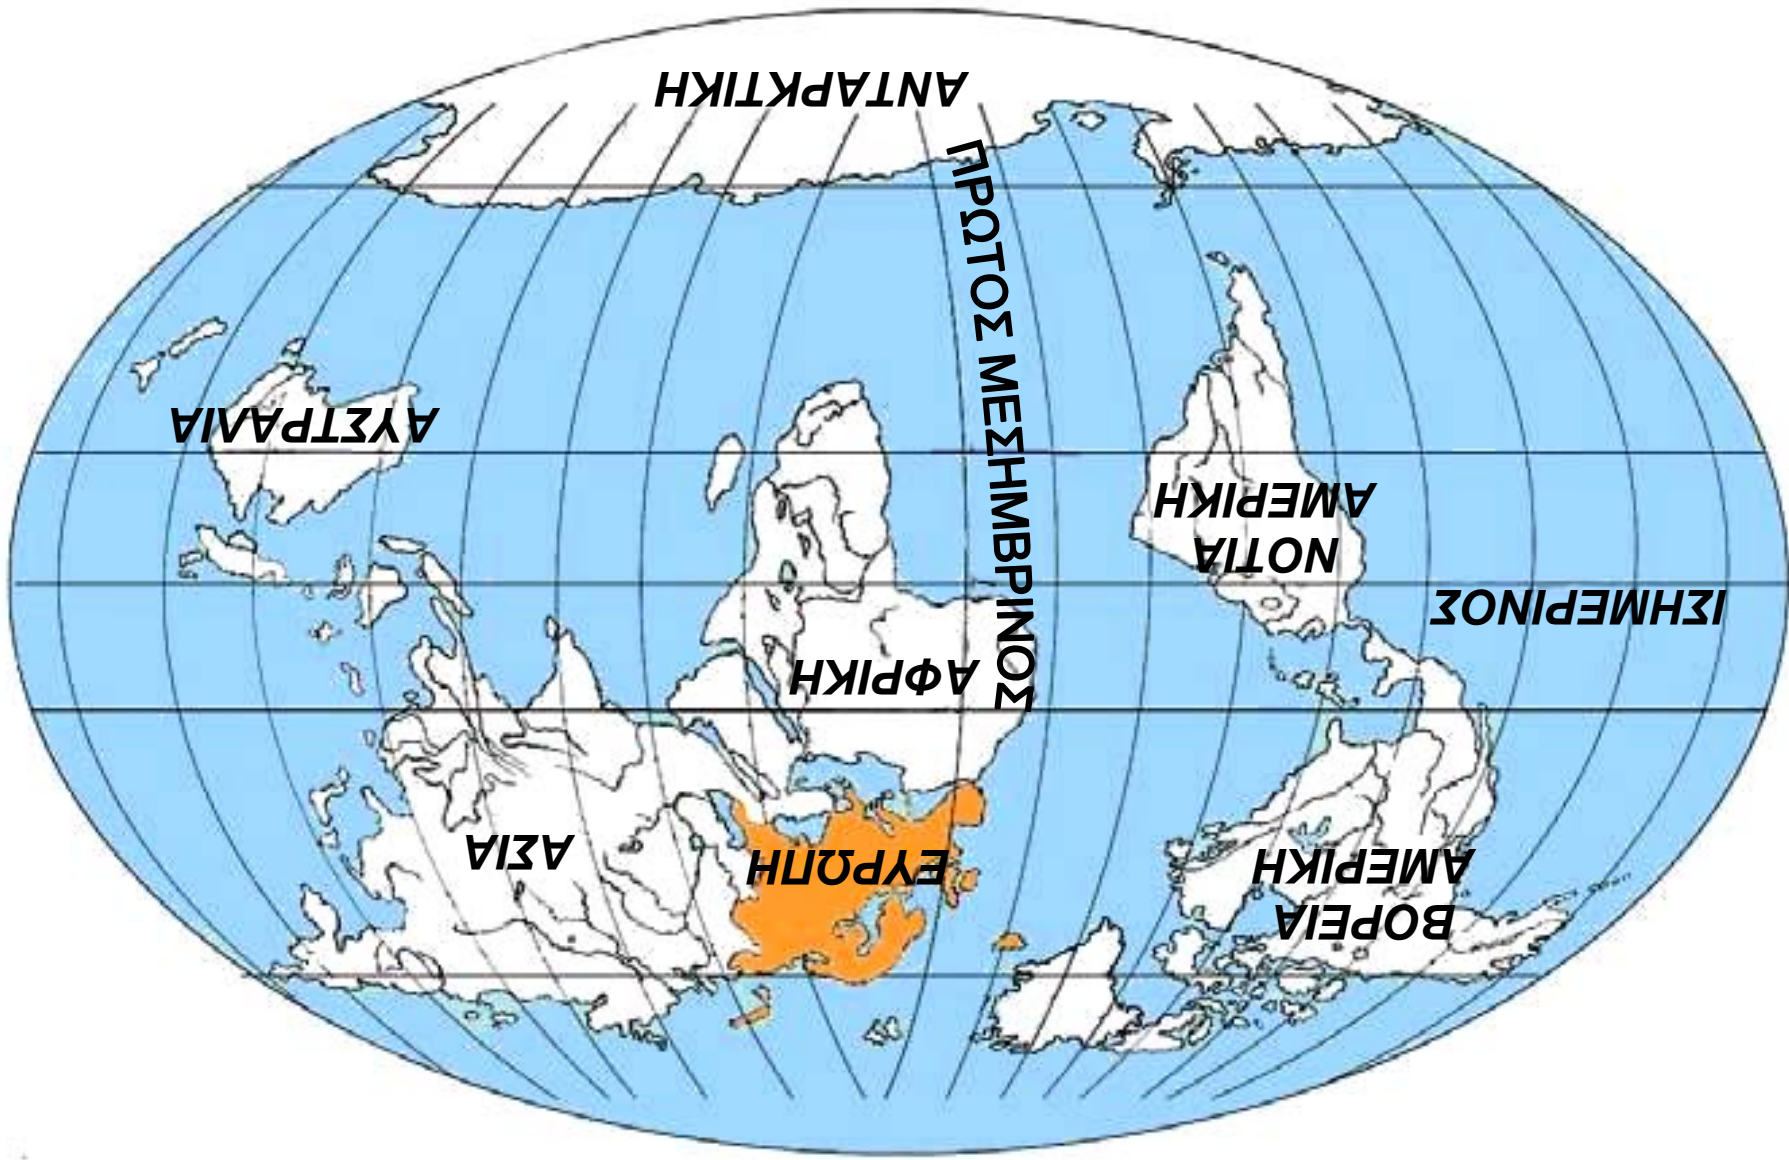 ΑΝΤΑΡΚΤΙΚΗ
ΠΡΩΤΟΣ ΜΕΣΗΜΒΡΙΝΟΣ
ΑΥΣΤΡΑΛΙΑ
ΝΟΤΙΑ
ΑΜΕΡΙΚΗ
ΙΣΗΜΕΡΙΝΟΣ
ΑΦΡΙΚΗ
ΑΣΙΑ
ΕΥΡΩΠΗ
ΒΟΡΕΙΑ
ΑΜΕΡΙΚΗ